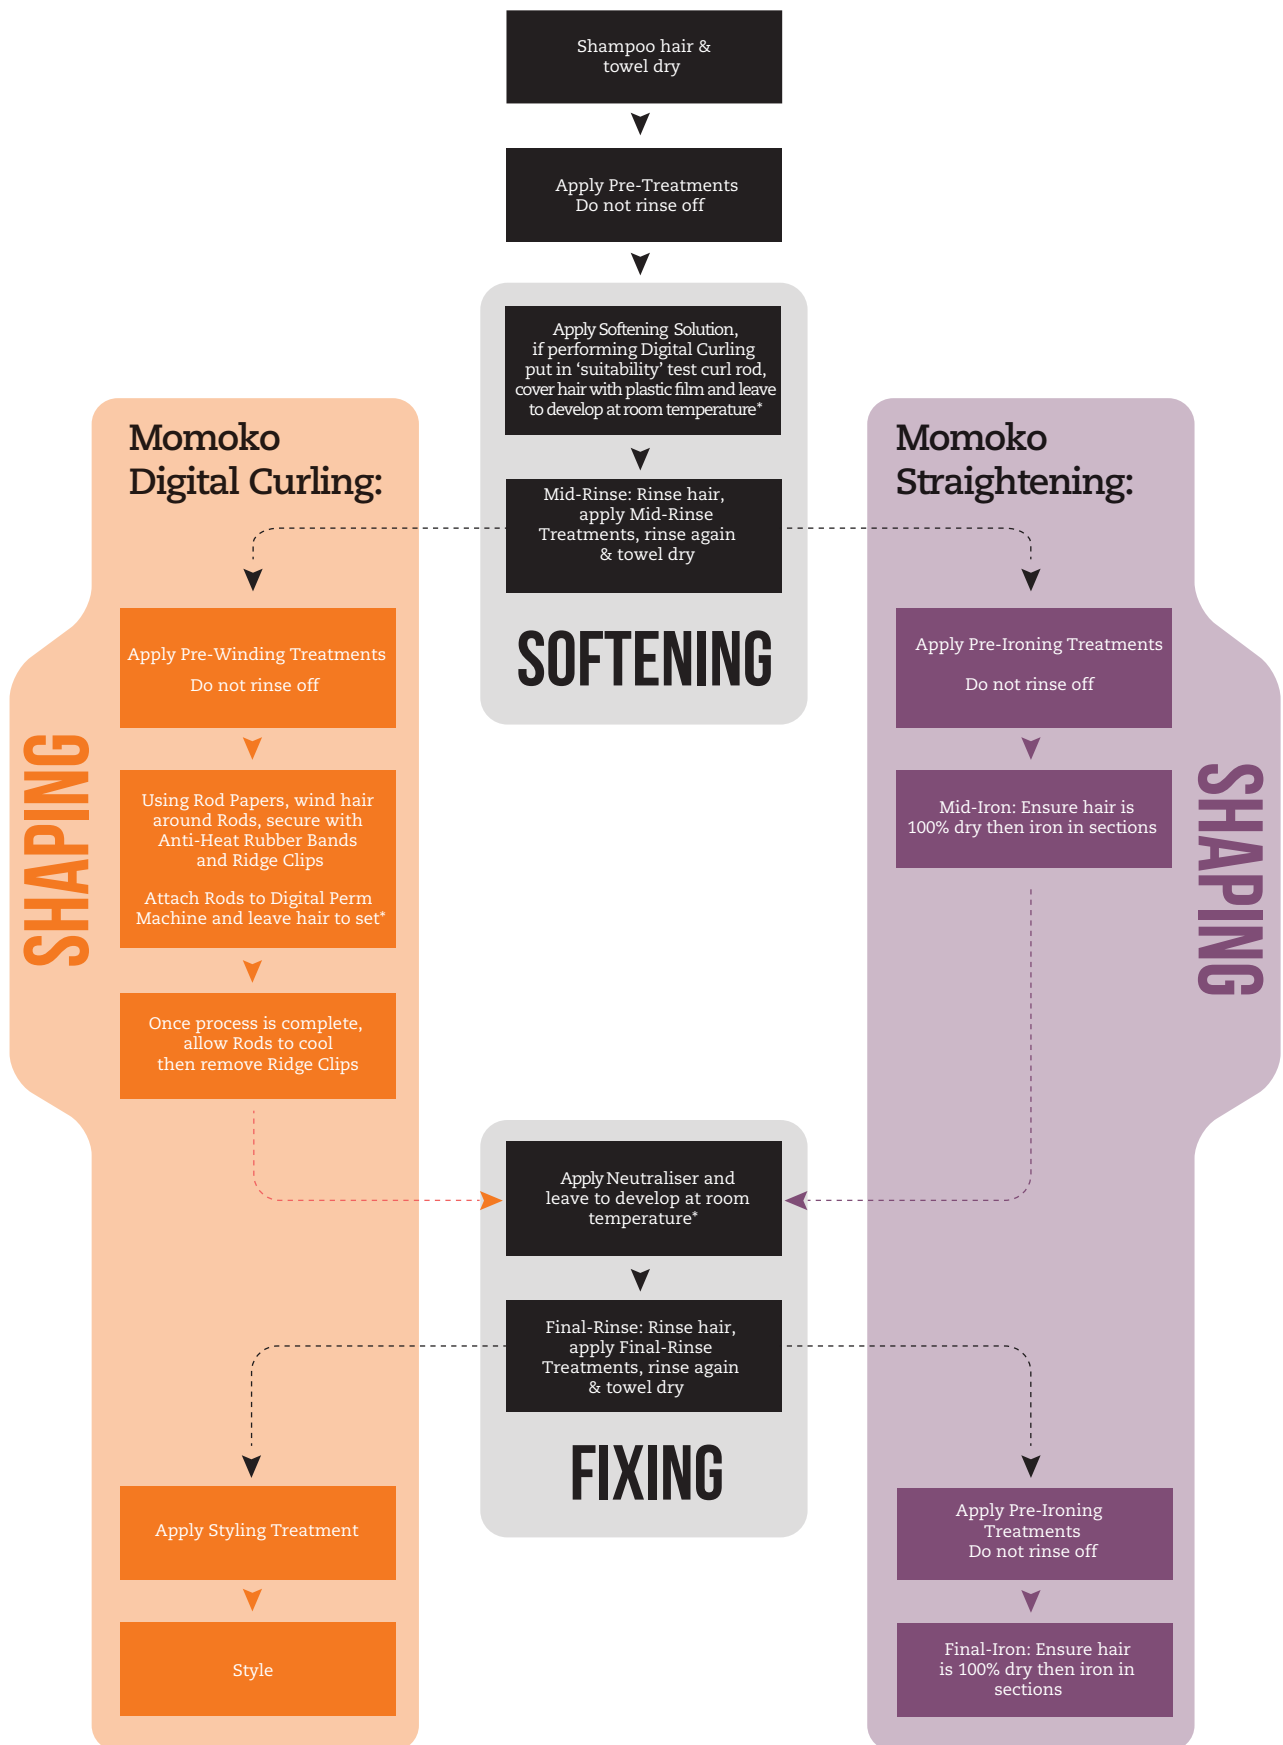 Shampoo hair &
towel dry
Apply Pre-Treatments
Do not rinse off
Apply Softening Solution,
if performing Digital Curling
put in ‘suitability’ test curl rod,
cover hair with plastic film and leave
to develop at room temperature*
Mid-Rinse: Rinse hair,
apply Mid-Rinse
Treatments, rinse again
& towel dry
SOFTENING
Momoko
Digital Curling:
Apply Pre-Winding Treatments
Do not rinse off
Using Rod Papers, wind hair
around Rods, secure with
Anti-Heat Rubber Bands
and Ridge Clips
Attach Rods to Digital Perm
Machine and leave hair to set*
Once process is complete,
allow Rods to cool
then remove Ridge Clips
SHAPING
Momoko
Straightening:
Apply Pre-Ironing Treatments
Do not rinse off
Mid-Iron: Ensure hair is
100% dry then iron in sections
SHAPING
Apply Neutraliser and
leave to develop at room
temperature*
Final-Rinse: Rinse hair,
apply Final-Rinse
Treatments, rinse again
& towel dry
FIXING
Apply Styling Treatment
Style
Apply Pre-Ironing
Treatments
Do not rinse off
Final-Iron: Ensure hair
is 100% dry then iron in
sections